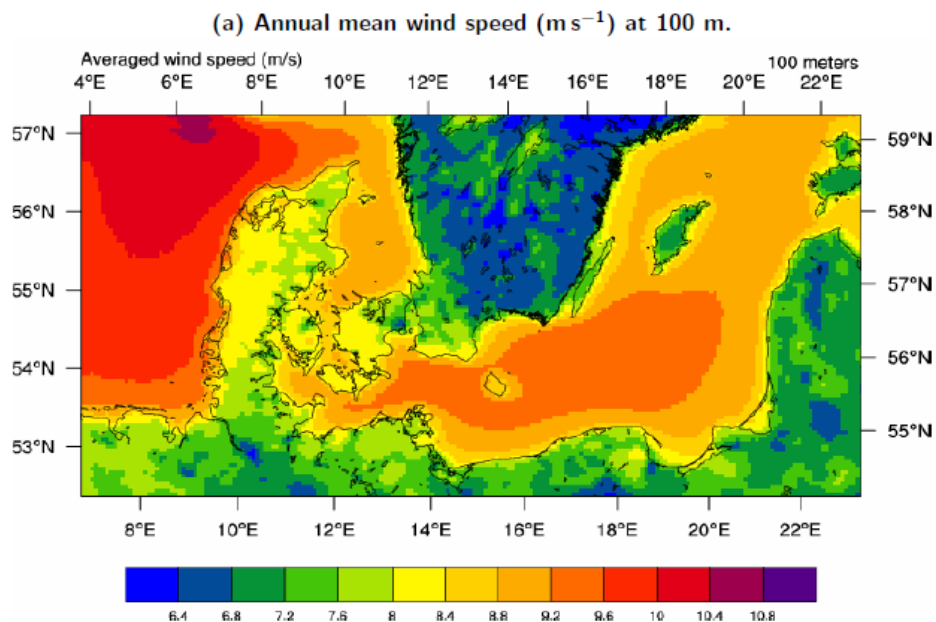 (a) Annual mean wind speed (m s⁻¹) at 100 m.
Averaged wind speed (m/s) 100 meters
4°E 6°E 8°E 10°E 12°E 14°E 16°E 18°E 20°E 22°E
57°N 59°N
56°N 58°N
55°N 57°N
54°N 56°N
53°N 55°N
8°E 10°E 12°E 14°E 16°E 18°E 20°E 22°E
6.4 6.8 7.2 7.6 8 8.4 8.8 9.2 9.6 10 10.4 10.8